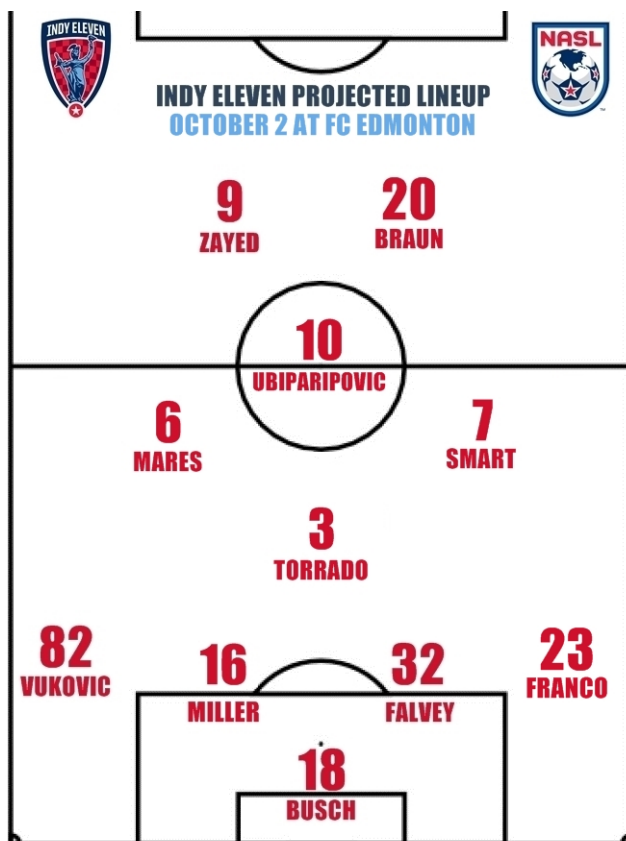 INDY ELEVEN
NASL
INDY ELEVEN PROJECTED LINEUP
OCTOBER 2 AT FC EDMONTON
9
ZAYED
20
BRAUN
10
UBIPARIPOVIC
6
MARES
7
SMART
3
TORRADO
82
VUKOVIC
16
MILLER
32
FALVEY
23
FRANCO
18
BUSCH